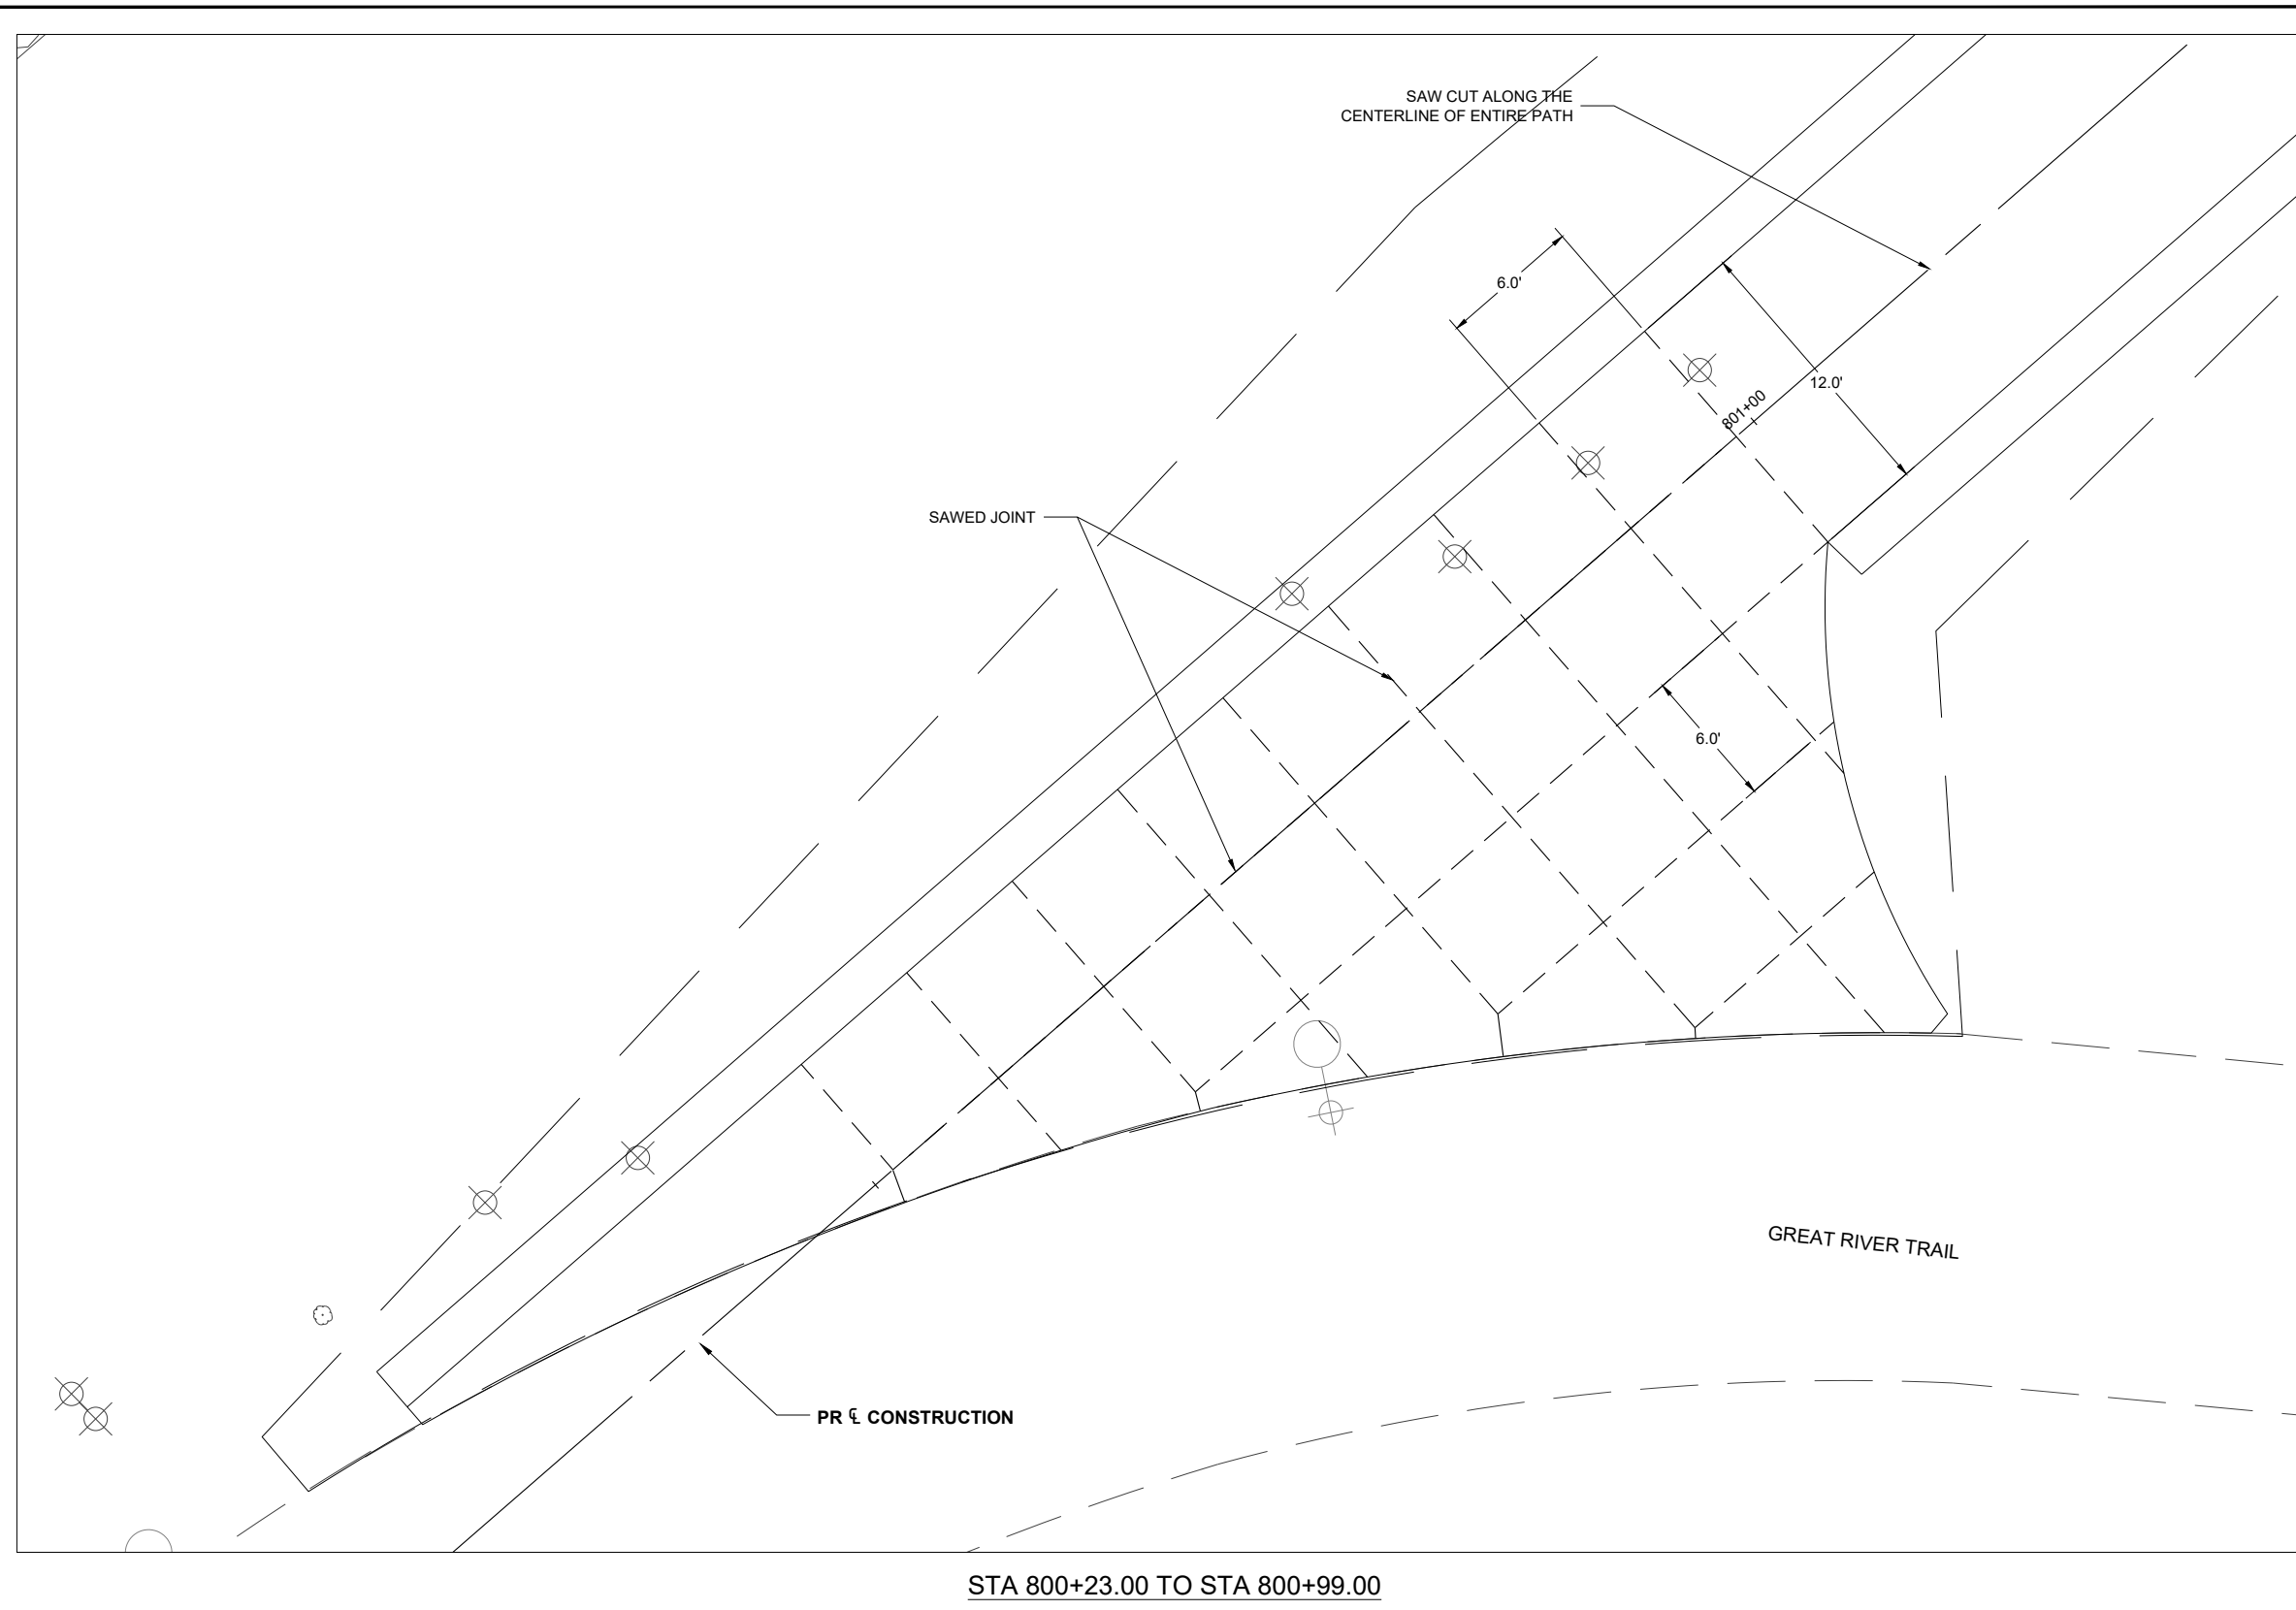 SAW CUT ALONG THE
CENTERLINE OF ENTIRE PATH
6.0'
12.0'
801+00
SAWED JOINT
6.0'
GREAT RIVER TRAIL
PR ℄ CONSTRUCTION
STA 800+23.00 TO STA 800+99.00